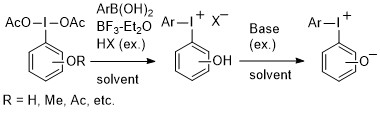 AcO–I–OAc
OR
ArB(OH)₂
BF₃-Et₂O
HX (ex.)
solvent
Ar–I⁺ X⁻
OH
Base
(ex.)
solvent
Ar–I⁺
O⁻
R = H, Me, Ac, etc.